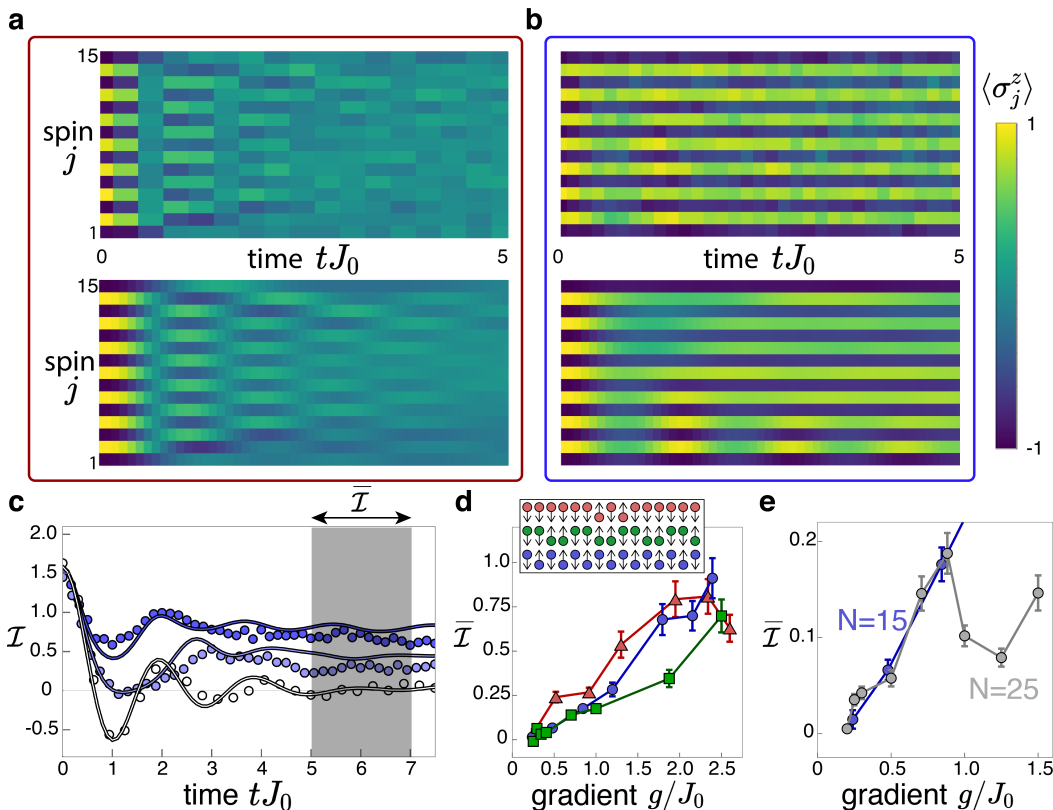 a
b
15
spin
j
1
0
time tJ₀
5
0
time tJ₀
5
⟨σⱼᶻ⟩
1
-1
15
spin
j
1
c
2.0
1.5
1.0
0.5
0
-0.5
ℐ
ℐ̅
0
1
2
3
4
5
6
7
time tJ₀
d
1.0
0.75
0.5
0.25
0
ℐ̅
0
0.5
1.0
1.5
2.0
2.5
gradient g/J₀
e
0.2
0.1
0
ℐ̅
N=15
N=25
0
0.5
1.0
1.5
gradient g/J₀